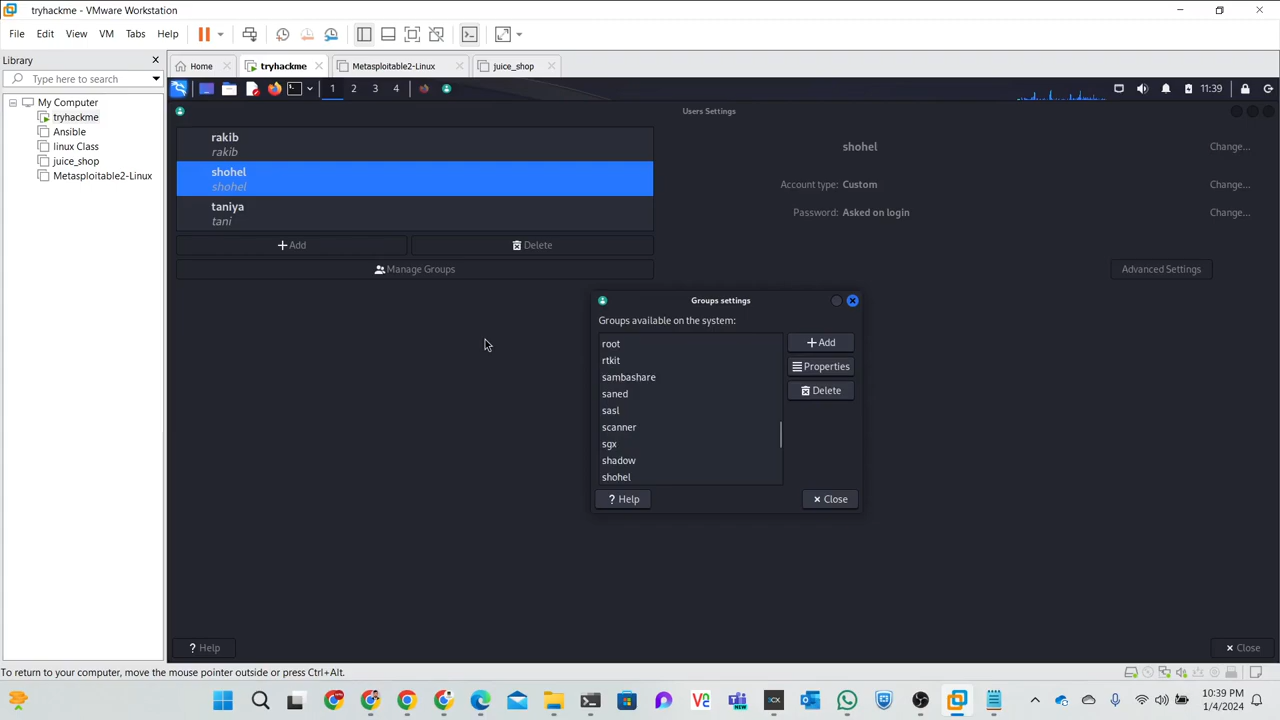 tryhackme - VMware Workstation
File Edit View VM Tabs Help
Library
Type here to search
My Computer
tryhackme
Ansible
linux Class
juice_shop
Metasploitable2-Linux
Home
tryhackme
Metasploitable2-Linux
juice_shop
1 2 3 4
11:39
Users Settings
rakib
rakib
shohel
shohel
taniya
tani
Add
Delete
Manage Groups
shohel
Change...
Account type: Custom
Change...
Password: Asked on login
Change...
Advanced Settings
Groups settings
Groups available on the system:
root
rtkit
sambashare
saned
sasl
scanner
sgx
shadow
shohel
Add
Properties
Delete
? Help
Close
? Help
Close
To return to your computer, move the mouse pointer outside or press Ctrl+Alt.
10:39 PM
1/4/2024